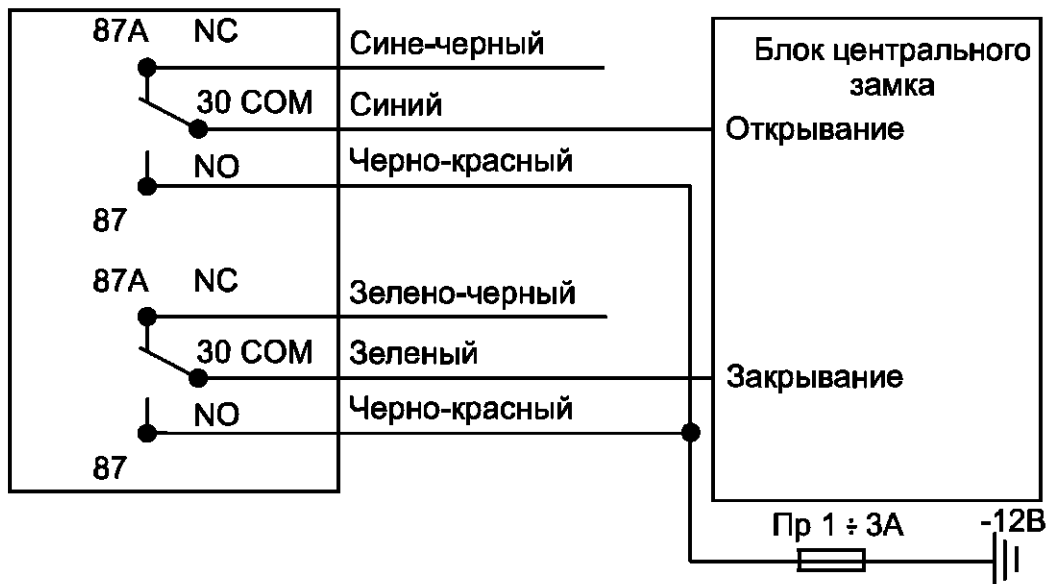 87A NC
Сине-черный
30 COM
Синий
NO
Черно-красный
87
87A NC
Зелено-черный
30 COM
Зеленый
NO
Черно-красный
87
Блок центрального
замка
Открывание
Закрывание
Пр 1 ÷ 3А
-12В